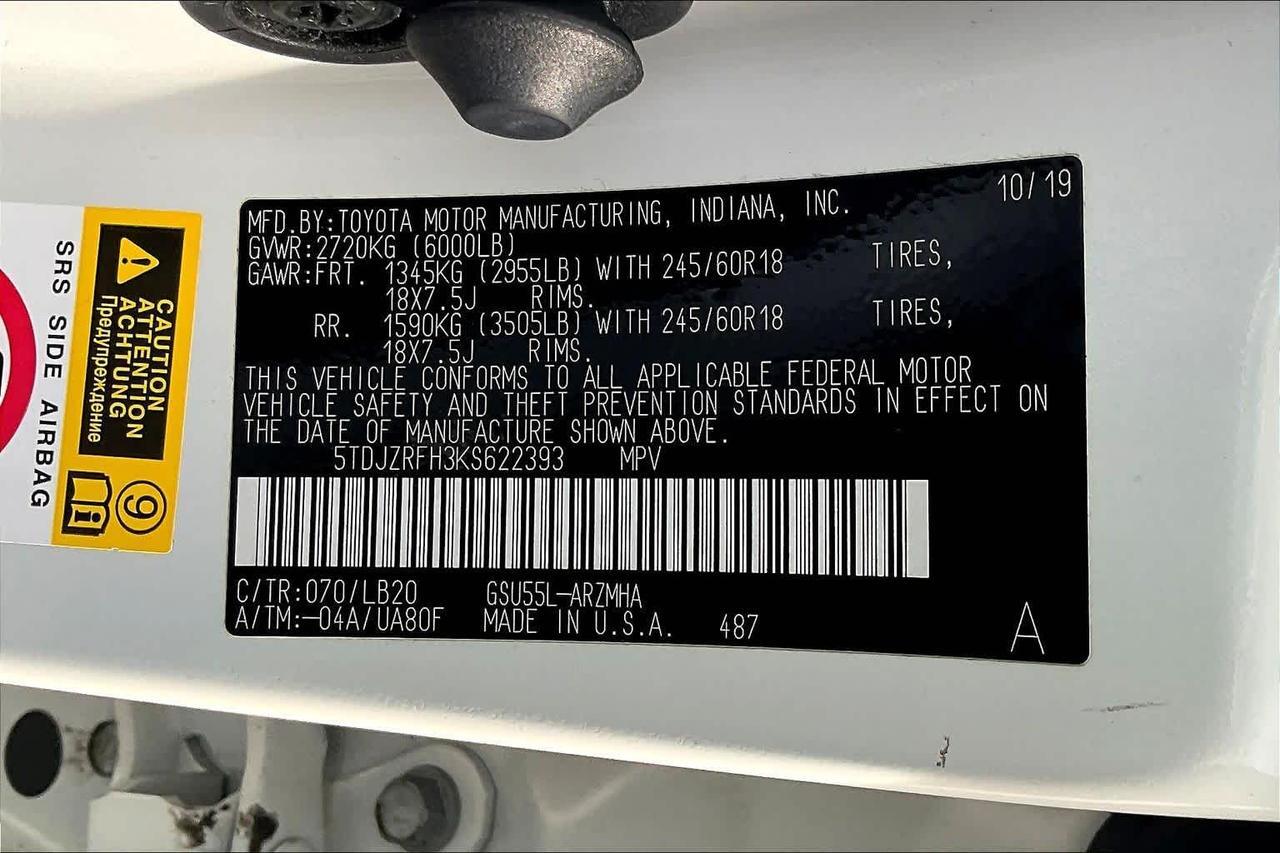 MFD.BY:TOYOTA MOTOR MANUFACTURING, INDIANA, INC. 10/19
GVWR:2720KG (6000LB)
GAWR:FRT. 1345KG (2955LB) WITH 245/60R18 TIRES,
18X7.5J RIMS.
RR. 1590KG (3505LB) WITH 245/60R18 TIRES,
18X7.5J RIMS.
THIS VEHICLE CONFORMS TO ALL APPLICABLE FEDERAL MOTOR
VEHICLE SAFETY AND THEFT PREVENTION STANDARDS IN EFFECT ON
THE DATE OF MANUFACTURE SHOWN ABOVE.
5TDJZRFH3KS622393 MPV
C/TR:070/LB20 GSU55L-ARZMHA
A/TM:-04A/UA80F MADE IN U.S.A. 487
A
CAUTION
ATTENTION
ACHTUNG
Предупреждение
SRS SIDE AIRBAG
9